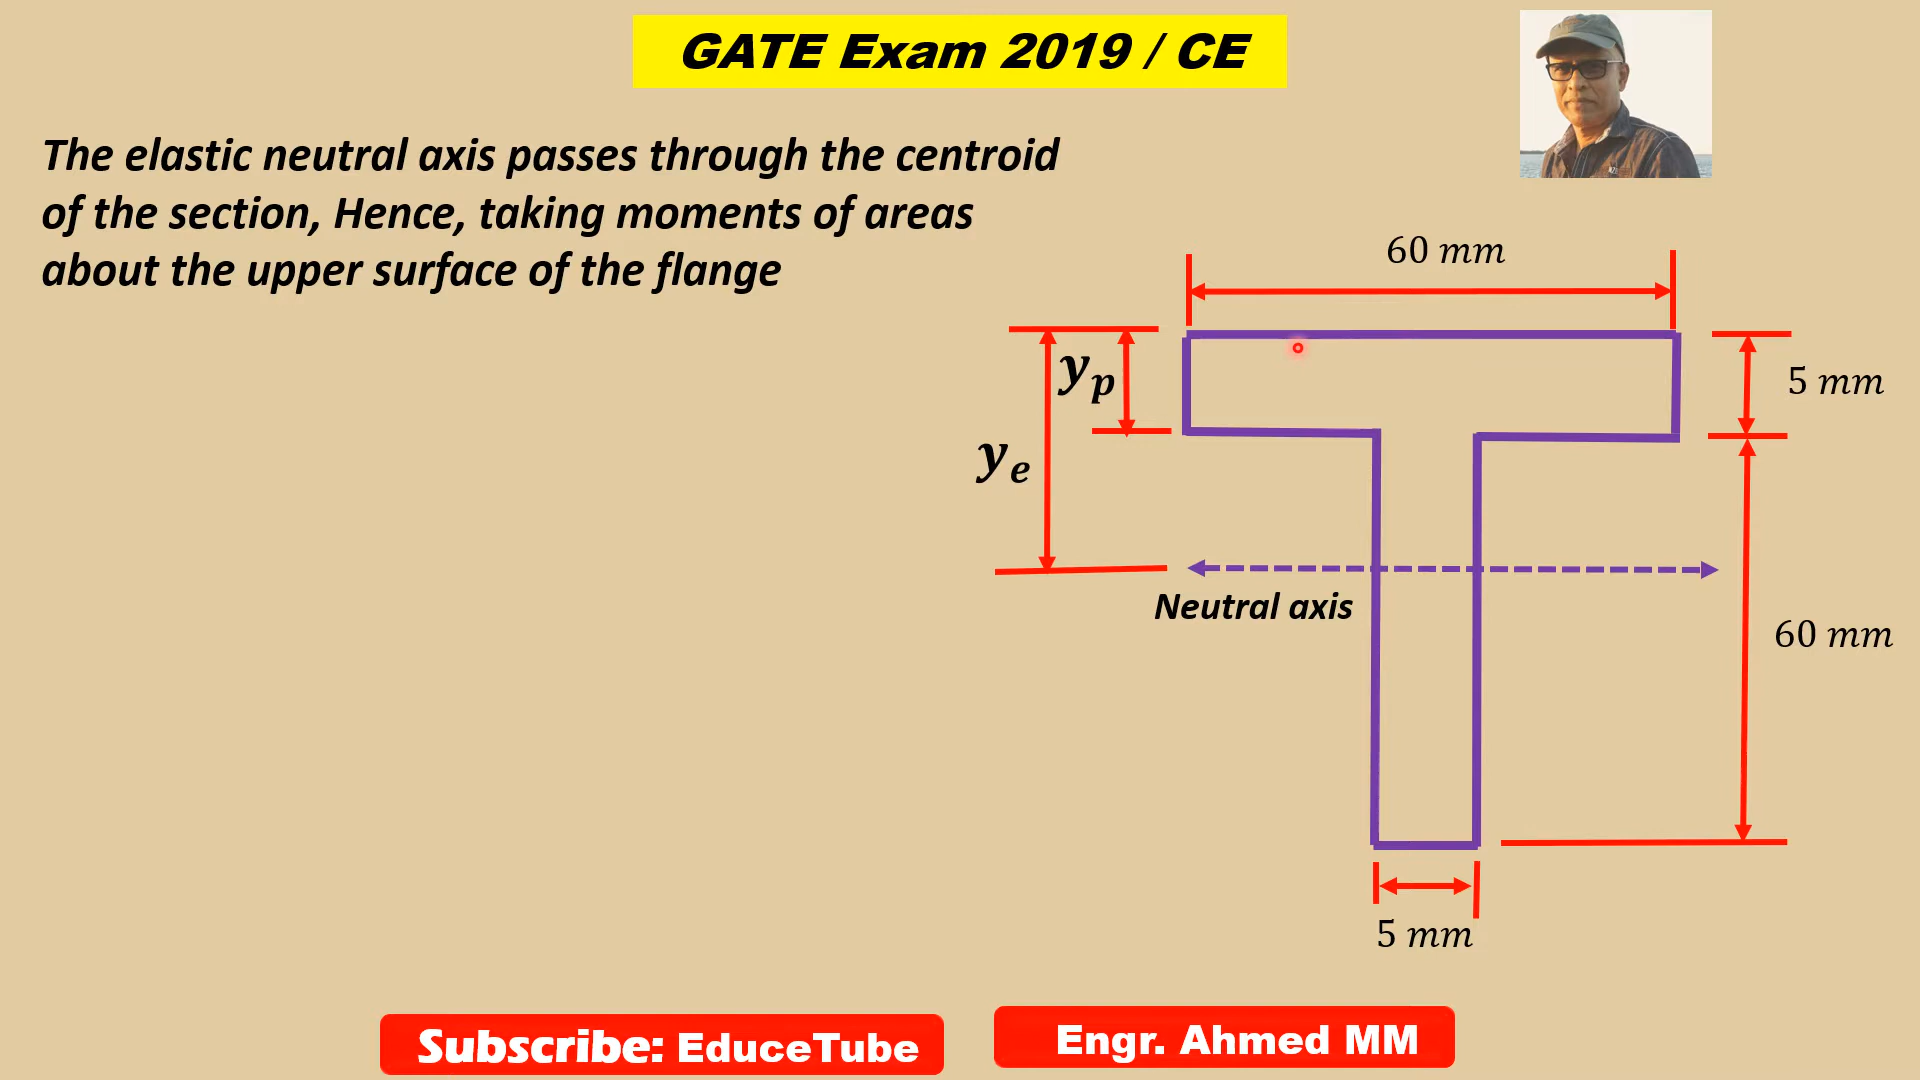 GATE Exam 2019 / CE
The elastic neutral axis passes through the centroid
of the section, Hence, taking moments of areas
about the upper surface of the flange
60 mm
y_p
5 mm
y_e
Neutral axis
60 mm
5 mm
Subscribe: EduceTube
Engr. Ahmed MM